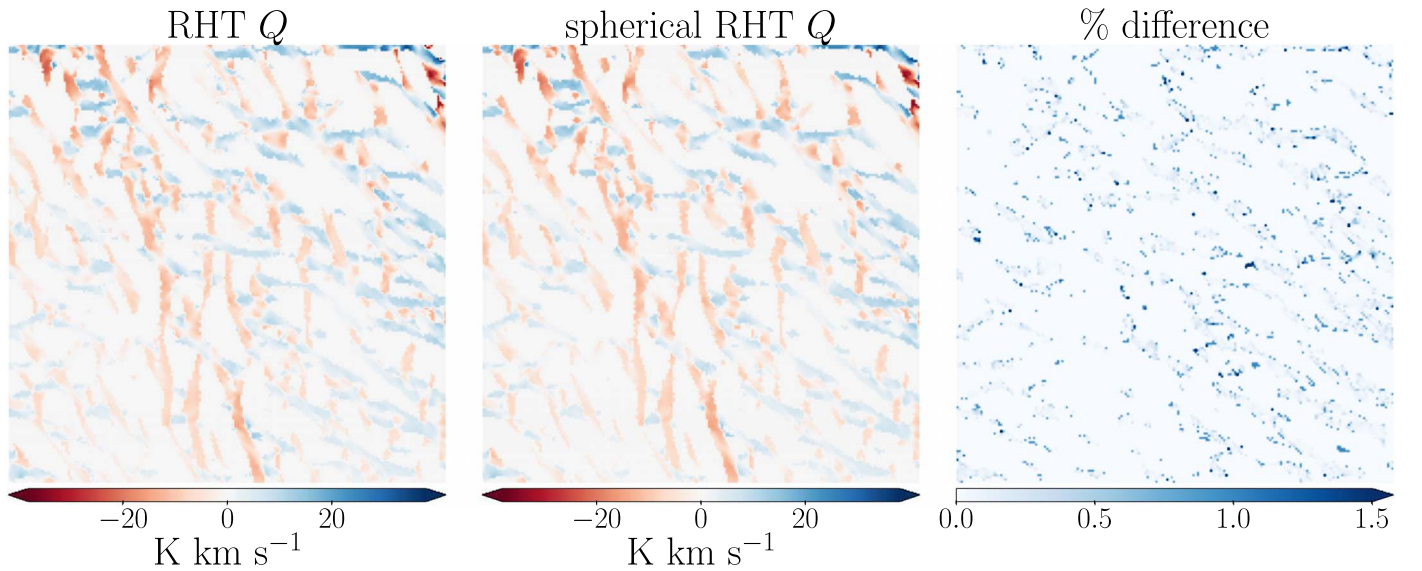 RHT Q
spherical RHT Q
% difference
−20 0 20
K km s⁻¹
−20 0 20
K km s⁻¹
0.0 0.5 1.0 1.5